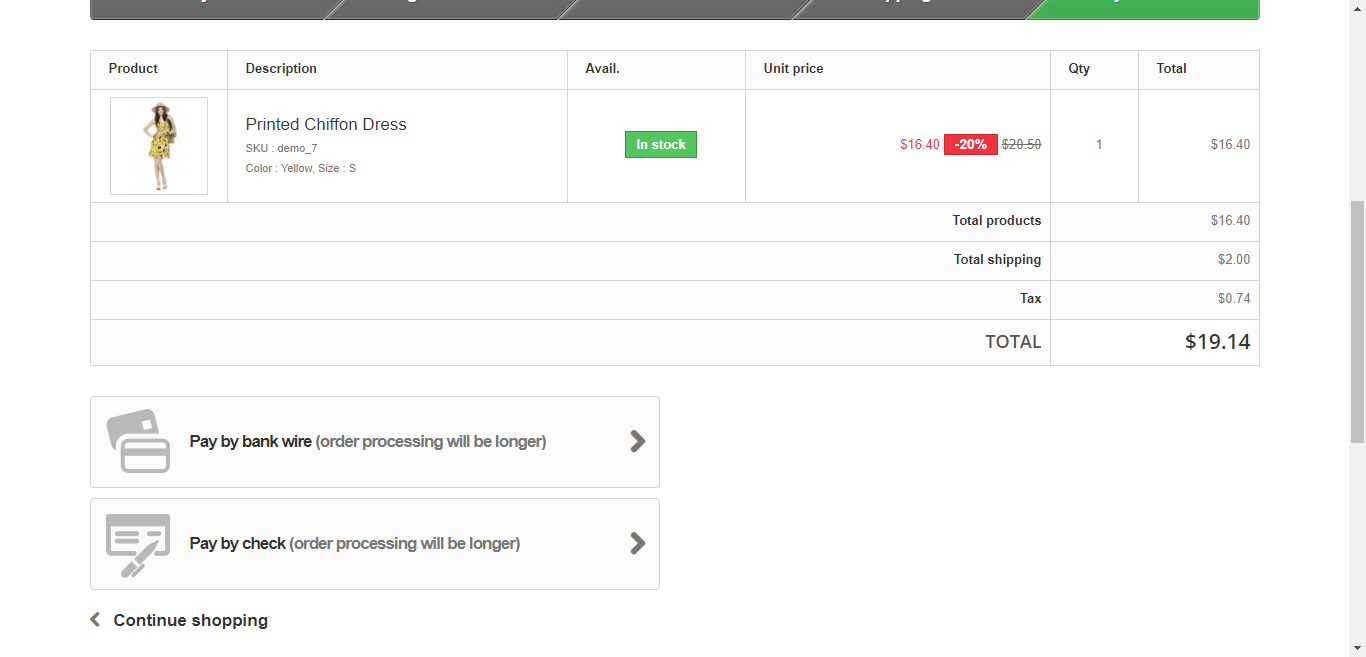 Product Description Avail. Unit price Qty Total
Printed Chiffon Dress
SKU : demo_7
Color : Yellow, Size : S
In stock
$16.40 -20% $20.50 1 $16.40
Total products $16.40
Total shipping $2.00
Tax $0.74
TOTAL $19.14
Pay by bank wire (order processing will be longer)
Pay by check (order processing will be longer)
Continue shopping